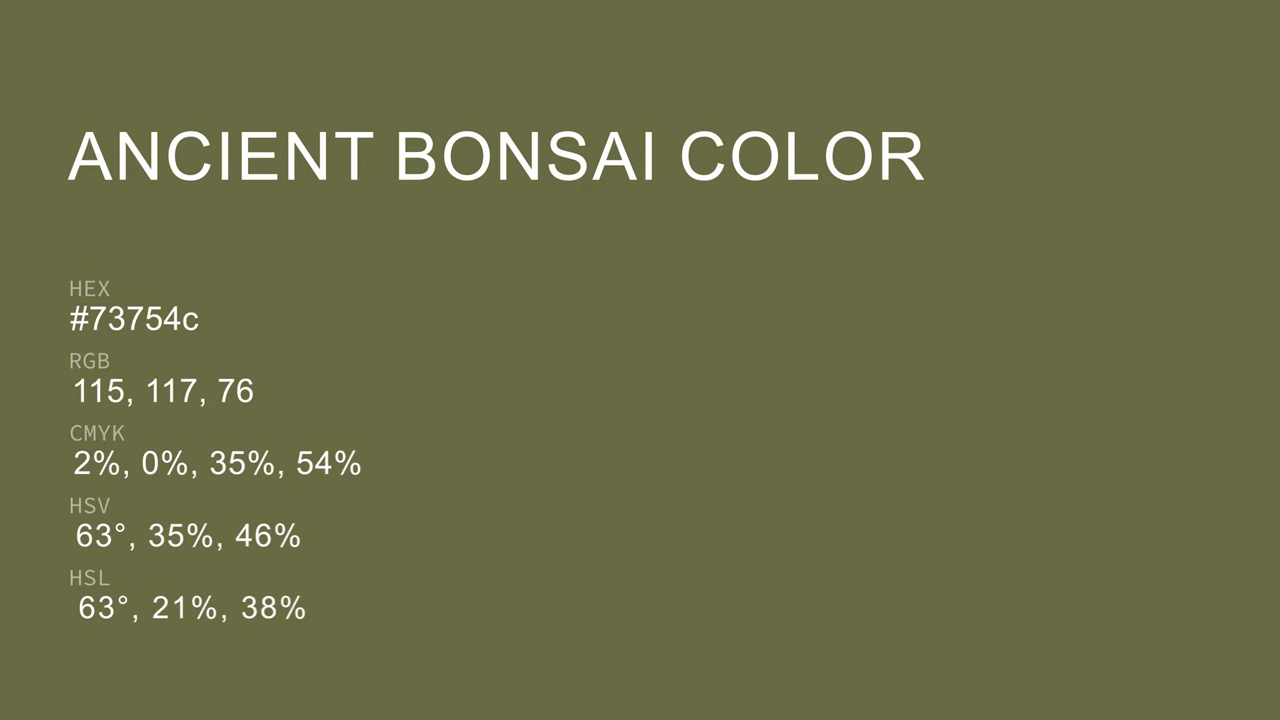 ANCIENT BONSAI COLOR
HEX
#73754c
RGB
115, 117, 76
CMYK
2%, 0%, 35%, 54%
HSV
63°, 35%, 46%
HSL
63°, 21%, 38%